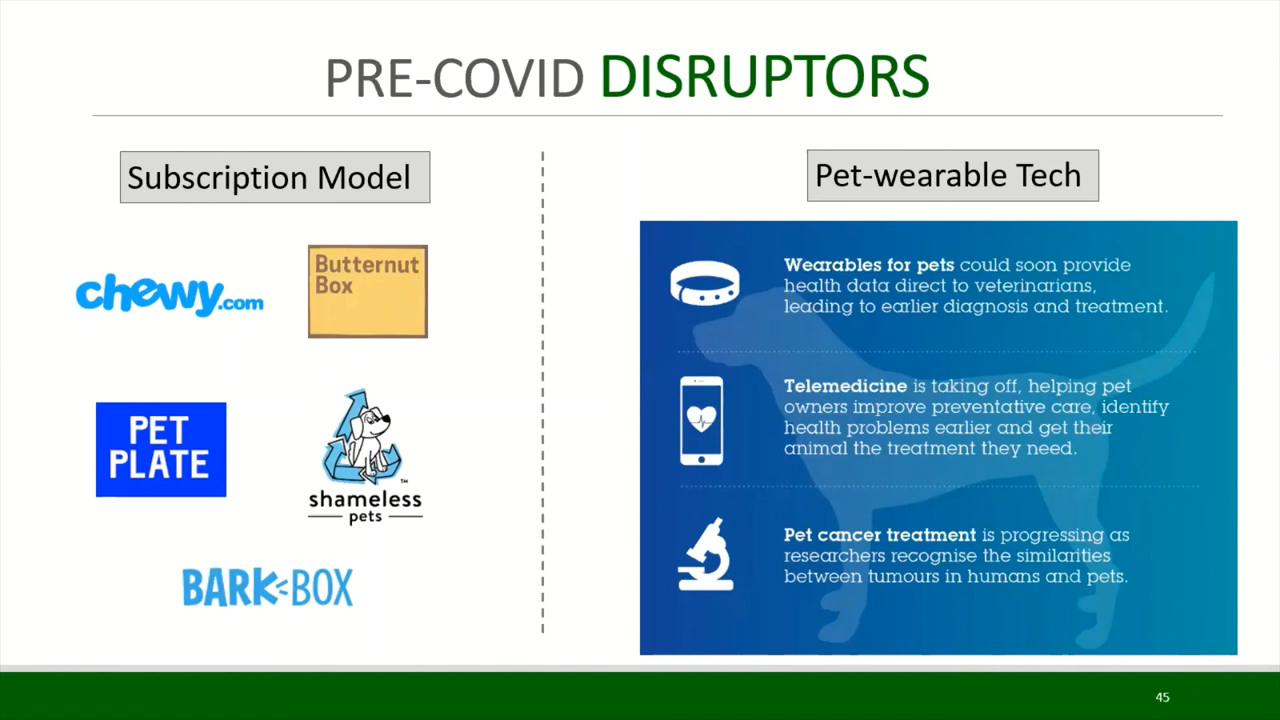 PRE-COVID DISRUPTORS
Subscription Model
chewy.com
Butternut
Box
PET
PLATE
shameless
pets
TM
BARK BOX
Pet-wearable Tech
Wearables for pets could soon provide
health data direct to veterinarians,
leading to earlier diagnosis and treatment.
Telemedicine is taking off, helping pet
owners improve preventative care, identify
health problems earlier and get their
animal the treatment they need.
Pet cancer treatment is progressing as
researchers recognise the similarities
between tumours in humans and pets.
45